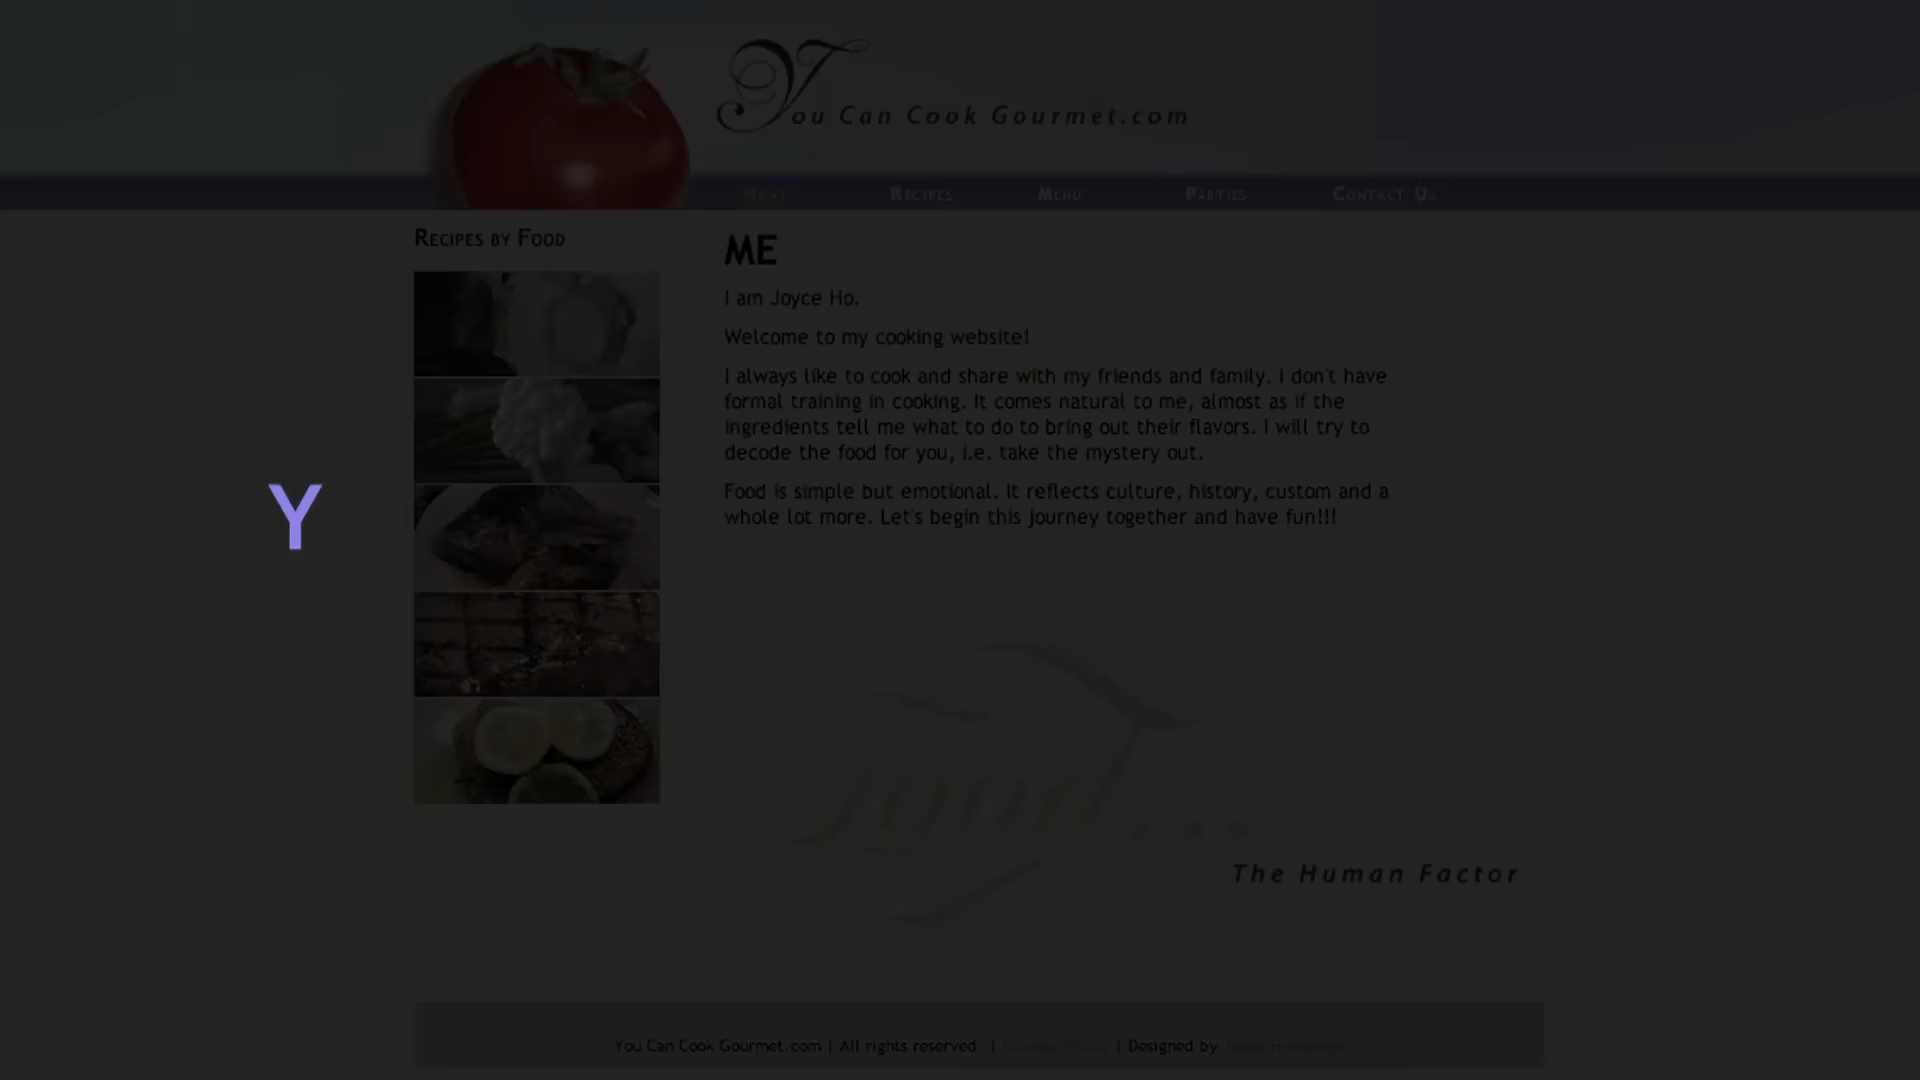 You Can Cook Gourmet.com
Home Recipes Menu Parties Contact Us
Recipes by Food
ME
I am Joyce Ho.
Welcome to my cooking website!
I always like to cook and share with my friends and family. I don't have
formal training in cooking. It comes natural to me, almost as if the
ingredients tell me what to do to bring out their flavors. I will try to
decode the food for you, i.e. take the mystery out.
Y
Food is simple but emotional. It reflects culture, history, custom and a
whole lot more. Let's begin this journey together and have fun!!!
Food...
The Human Factor
You Can Cook Gourmet.com | All rights reserved | | Designed by